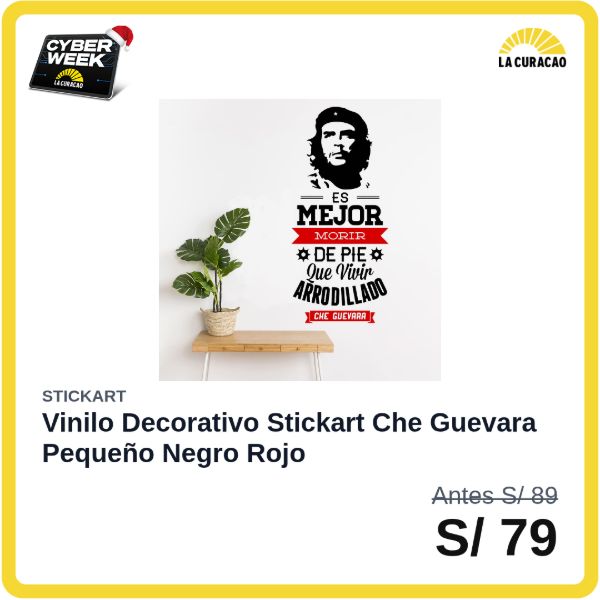 CYBER
WEEK
LA CURACAO
LA CURACAO
ES
MEJOR
MORIR
DE PIE
Que Vivir
ARRODILLADO
CHE GUEVARA
STICKART
Vinilo Decorativo Stickart Che Guevara
Pequeño Negro Rojo
Antes S/ 89
S/ 79